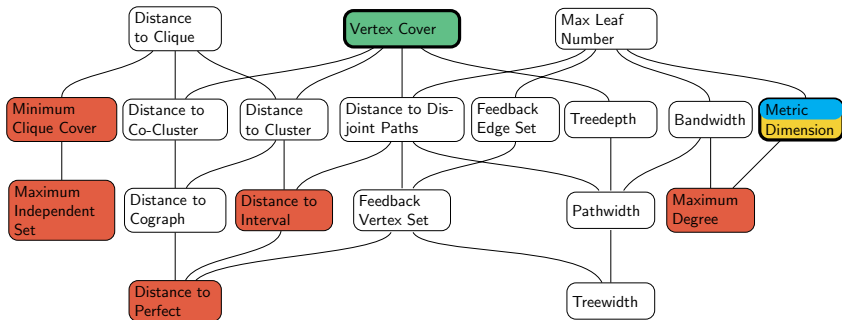 Distance
to Clique
Vertex Cover
Max Leaf
Number
Minimum
Clique Cover
Distance to
Co-Cluster
Distance
to Cluster
Distance to Dis-
joint Paths
Feedback
Edge Set
Treedepth
Bandwidth
Metric
Dimension
Maximum
Independent
Set
Distance to
Cograph
Distance to
Interval
Feedback
Vertex Set
Pathwidth
Maximum
Degree
Distance to
Perfect
Treewidth